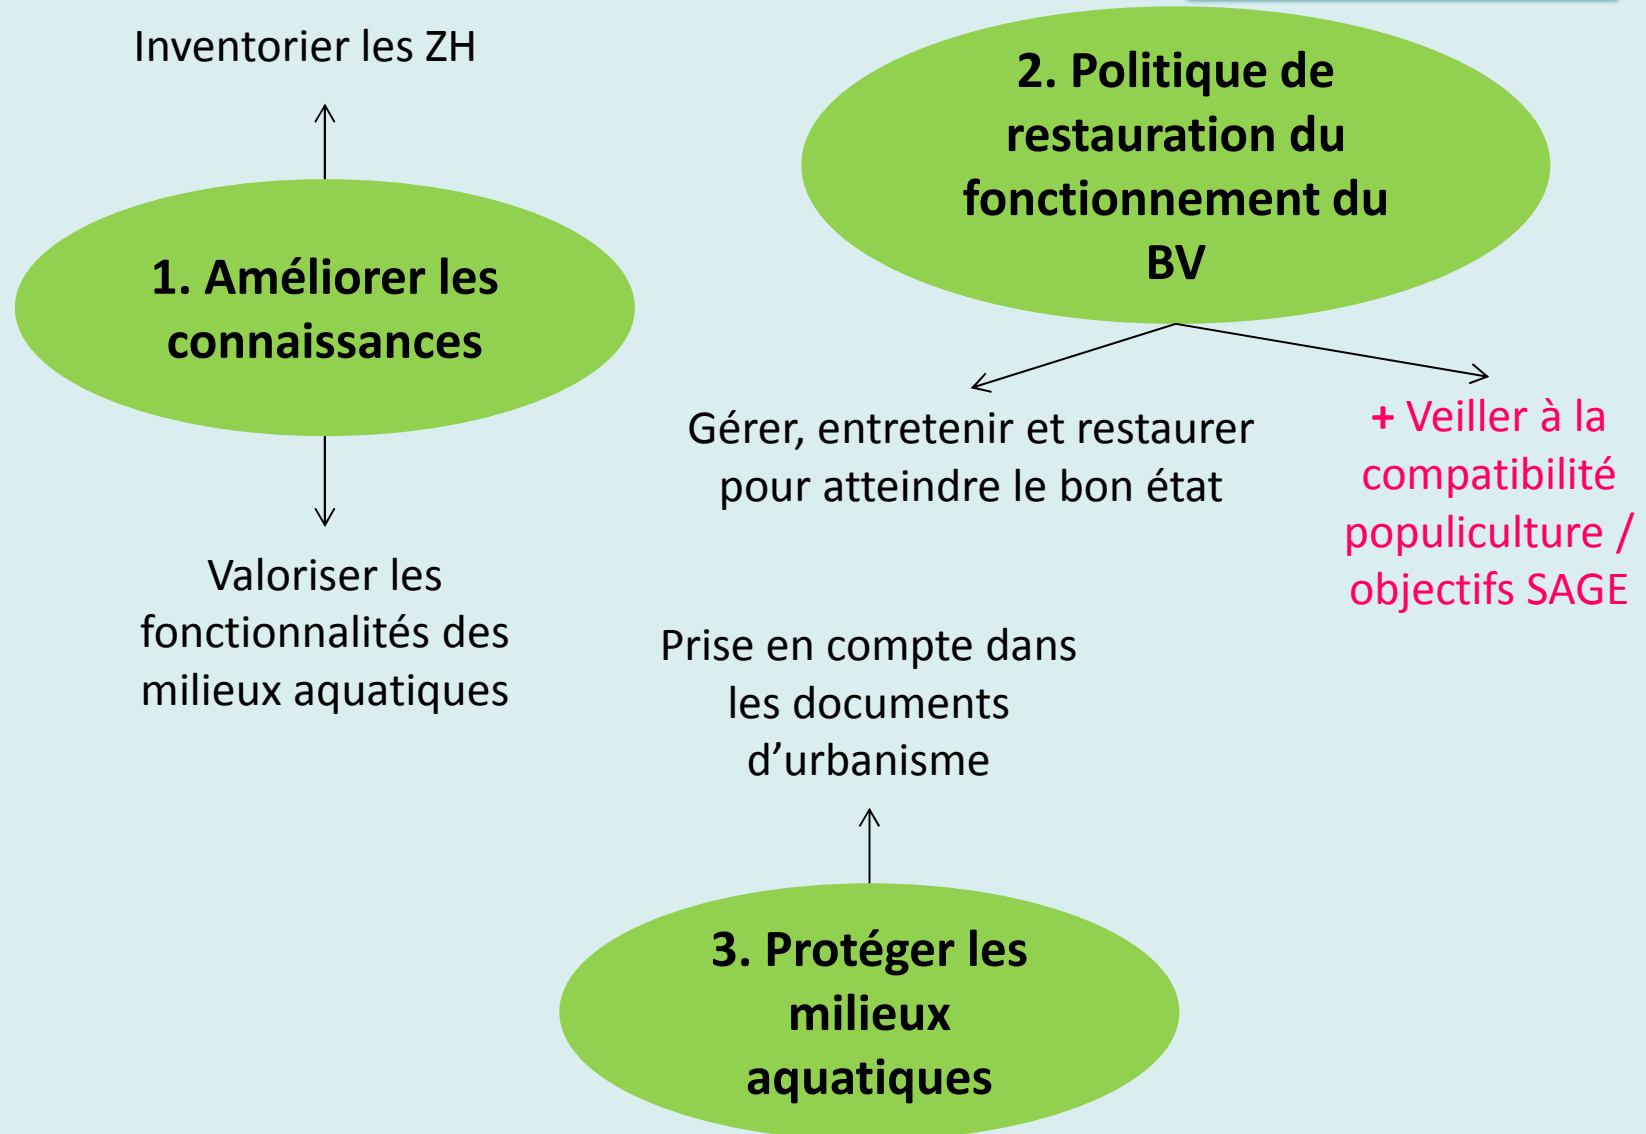 Inventorier les ZH
1. Améliorer les
connaissances
Valoriser les
fonctionnalités des
milieux aquatiques
2. Politique de
restauration du
fonctionnement du
BV
Gérer, entretenir et restaurer
pour atteindre le bon état
+ Veiller à la
compatibilité
populiculture /
objectifs SAGE
Prise en compte dans
les documents
d’urbanisme
3. Protéger les
milieux
aquatiques